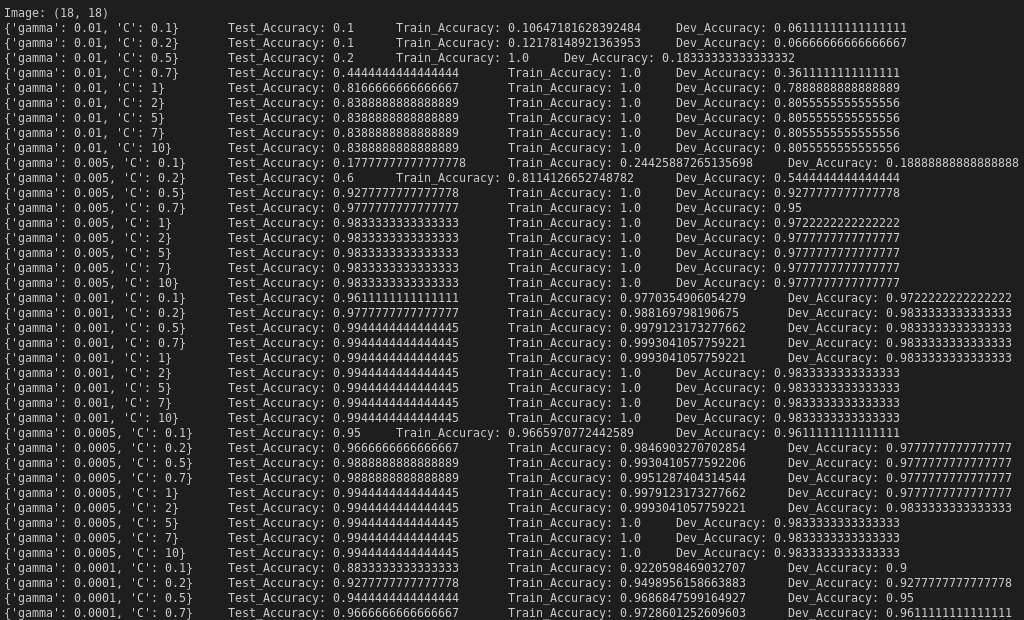 Image: (18, 18)
{'gamma': 0.01, 'C': 0.1} Test_Accuracy: 0.1 Train_Accuracy: 0.10647181628392484 Dev_Accuracy: 0.06111111111111111
{'gamma': 0.01, 'C': 0.2} Test_Accuracy: 0.1 Train_Accuracy: 0.12178148921363953 Dev_Accuracy: 0.06666666666666667
{'gamma': 0.01, 'C': 0.5} Test_Accuracy: 0.2 Train_Accuracy: 1.0 Dev_Accuracy: 0.18333333333333332
{'gamma': 0.01, 'C': 0.7} Test_Accuracy: 0.4444444444444444 Train_Accuracy: 1.0 Dev_Accuracy: 0.3611111111111111
{'gamma': 0.01, 'C': 1} Test_Accuracy: 0.8166666666666667 Train_Accuracy: 1.0 Dev_Accuracy: 0.7888888888888889
{'gamma': 0.01, 'C': 2} Test_Accuracy: 0.8388888888888889 Train_Accuracy: 1.0 Dev_Accuracy: 0.8055555555555556
{'gamma': 0.01, 'C': 5} Test_Accuracy: 0.8388888888888889 Train_Accuracy: 1.0 Dev_Accuracy: 0.8055555555555556
{'gamma': 0.01, 'C': 7} Test_Accuracy: 0.8388888888888889 Train_Accuracy: 1.0 Dev_Accuracy: 0.8055555555555556
{'gamma': 0.01, 'C': 10} Test_Accuracy: 0.8388888888888889 Train_Accuracy: 1.0 Dev_Accuracy: 0.8055555555555556
{'gamma': 0.005, 'C': 0.1} Test_Accuracy: 0.17777777777777778 Train_Accuracy: 0.24425887265135698 Dev_Accuracy: 0.18888888888888888
{'gamma': 0.005, 'C': 0.2} Test_Accuracy: 0.6 Train_Accuracy: 0.8114126652748782 Dev_Accuracy: 0.5444444444444444
{'gamma': 0.005, 'C': 0.5} Test_Accuracy: 0.9277777777777778 Train_Accuracy: 1.0 Dev_Accuracy: 0.9277777777777778
{'gamma': 0.005, 'C': 0.7} Test_Accuracy: 0.9777777777777777 Train_Accuracy: 1.0 Dev_Accuracy: 0.95
{'gamma': 0.005, 'C': 1} Test_Accuracy: 0.9833333333333333 Train_Accuracy: 1.0 Dev_Accuracy: 0.9722222222222222
{'gamma': 0.005, 'C': 2} Test_Accuracy: 0.9833333333333333 Train_Accuracy: 1.0 Dev_Accuracy: 0.9777777777777777
{'gamma': 0.005, 'C': 5} Test_Accuracy: 0.9833333333333333 Train_Accuracy: 1.0 Dev_Accuracy: 0.9777777777777777
{'gamma': 0.005, 'C': 7} Test_Accuracy: 0.9833333333333333 Train_Accuracy: 1.0 Dev_Accuracy: 0.9777777777777777
{'gamma': 0.005, 'C': 10} Test_Accuracy: 0.9833333333333333 Train_Accuracy: 1.0 Dev_Accuracy: 0.9777777777777777
{'gamma': 0.001, 'C': 0.1} Test_Accuracy: 0.9611111111111111 Train_Accuracy: 0.9770354906054279 Dev_Accuracy: 0.9722222222222222
{'gamma': 0.001, 'C': 0.2} Test_Accuracy: 0.9777777777777777 Train_Accuracy: 0.988169798190675 Dev_Accuracy: 0.9833333333333333
{'gamma': 0.001, 'C': 0.5} Test_Accuracy: 0.9944444444444445 Train_Accuracy: 0.9979123173277662 Dev_Accuracy: 0.9833333333333333
{'gamma': 0.001, 'C': 0.7} Test_Accuracy: 0.9944444444444445 Train_Accuracy: 0.9993041057759221 Dev_Accuracy: 0.9833333333333333
{'gamma': 0.001, 'C': 1} Test_Accuracy: 0.9944444444444445 Train_Accuracy: 0.9993041057759221 Dev_Accuracy: 0.9833333333333333
{'gamma': 0.001, 'C': 2} Test_Accuracy: 0.9944444444444445 Train_Accuracy: 1.0 Dev_Accuracy: 0.9833333333333333
{'gamma': 0.001, 'C': 5} Test_Accuracy: 0.9944444444444445 Train_Accuracy: 1.0 Dev_Accuracy: 0.9833333333333333
{'gamma': 0.001, 'C': 7} Test_Accuracy: 0.9944444444444445 Train_Accuracy: 1.0 Dev_Accuracy: 0.9833333333333333
{'gamma': 0.001, 'C': 10} Test_Accuracy: 0.9944444444444445 Train_Accuracy: 1.0 Dev_Accuracy: 0.9833333333333333
{'gamma': 0.0005, 'C': 0.1} Test_Accuracy: 0.95 Train_Accuracy: 0.9665970772442589 Dev_Accuracy: 0.9611111111111111
{'gamma': 0.0005, 'C': 0.2} Test_Accuracy: 0.9666666666666667 Train_Accuracy: 0.9846903270702854 Dev_Accuracy: 0.9777777777777777
{'gamma': 0.0005, 'C': 0.5} Test_Accuracy: 0.9888888888888889 Train_Accuracy: 0.9930410577592206 Dev_Accuracy: 0.9777777777777777
{'gamma': 0.0005, 'C': 0.7} Test_Accuracy: 0.9888888888888889 Train_Accuracy: 0.9951287404314544 Dev_Accuracy: 0.9777777777777777
{'gamma': 0.0005, 'C': 1} Test_Accuracy: 0.9944444444444445 Train_Accuracy: 0.9979123173277662 Dev_Accuracy: 0.9777777777777777
{'gamma': 0.0005, 'C': 2} Test_Accuracy: 0.9944444444444445 Train_Accuracy: 0.9993041057759221 Dev_Accuracy: 0.9833333333333333
{'gamma': 0.0005, 'C': 5} Test_Accuracy: 0.9944444444444445 Train_Accuracy: 1.0 Dev_Accuracy: 0.9833333333333333
{'gamma': 0.0005, 'C': 7} Test_Accuracy: 0.9944444444444445 Train_Accuracy: 1.0 Dev_Accuracy: 0.9833333333333333
{'gamma': 0.0005, 'C': 10} Test_Accuracy: 0.9944444444444445 Train_Accuracy: 1.0 Dev_Accuracy: 0.9833333333333333
{'gamma': 0.0001, 'C': 0.1} Test_Accuracy: 0.8833333333333333 Train_Accuracy: 0.9220598469032707 Dev_Accuracy: 0.9
{'gamma': 0.0001, 'C': 0.2} Test_Accuracy: 0.9277777777777778 Train_Accuracy: 0.9498956158663883 Dev_Accuracy: 0.9277777777777778
{'gamma': 0.0001, 'C': 0.5} Test_Accuracy: 0.9444444444444444 Train_Accuracy: 0.9686847599164927 Dev_Accuracy: 0.95
{'gamma': 0.0001, 'C': 0.7} Test_Accuracy: 0.9666666666666667 Train_Accuracy: 0.9728601252609603 Dev_Accuracy: 0.9611111111111111